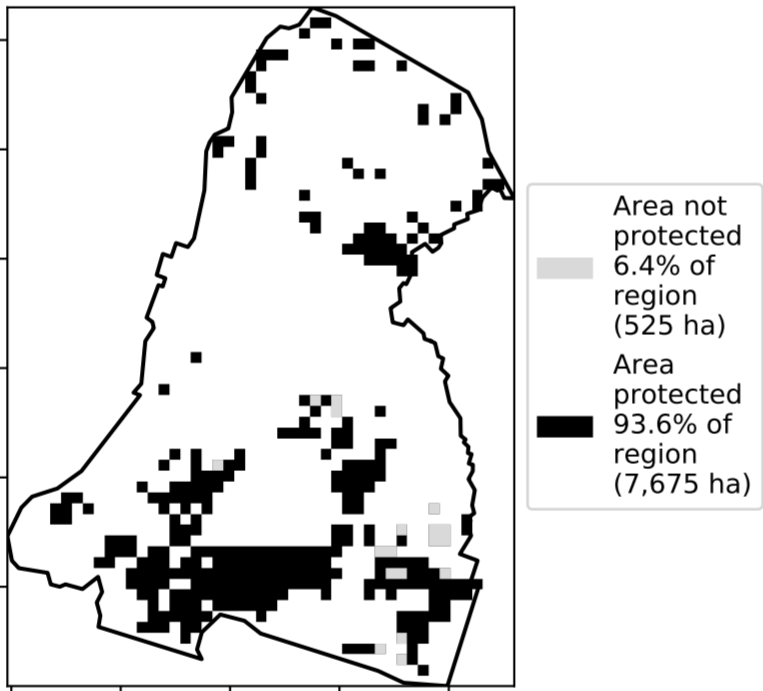 Area not
protected
6.4% of
region
(525 ha)
Area
protected
93.6% of
region
(7,675 ha)